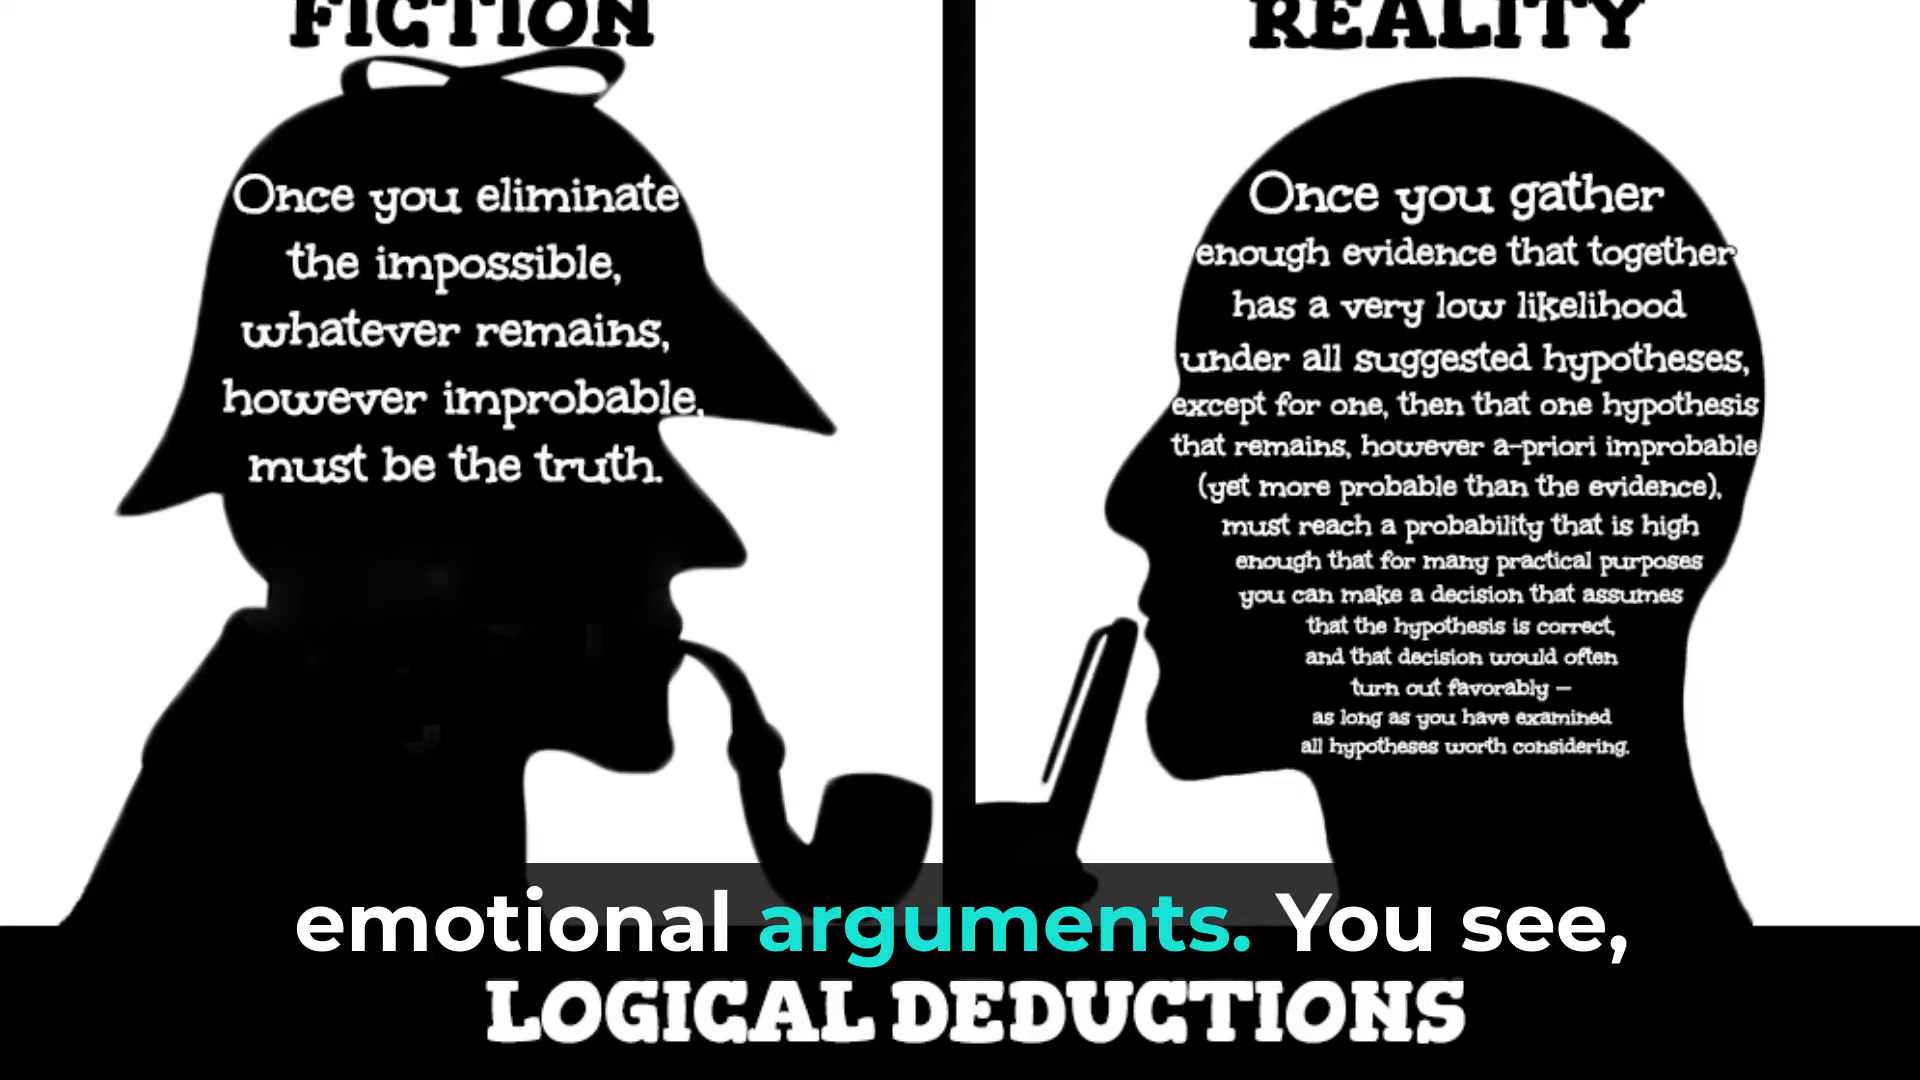 FICTION
Once you eliminate
the impossible,
whatever remains,
however improbable,
must be the truth.
REALITY
Once you gather
enough evidence that together
has a very low likelihood
under all suggested hypotheses,
except for one, then that one hypothesis
that remains, however a-priori improbable
(yet more probable than the evidence),
must reach a probability that is high
enough that for many practical purposes
you can make a decision that assumes
that the hypothesis is correct,
and that decision would often
turn out favorably –
as long as you have examined
all hypotheses worth considering.
emotional arguments. You see,
LOGICAL DEDUCTIONS